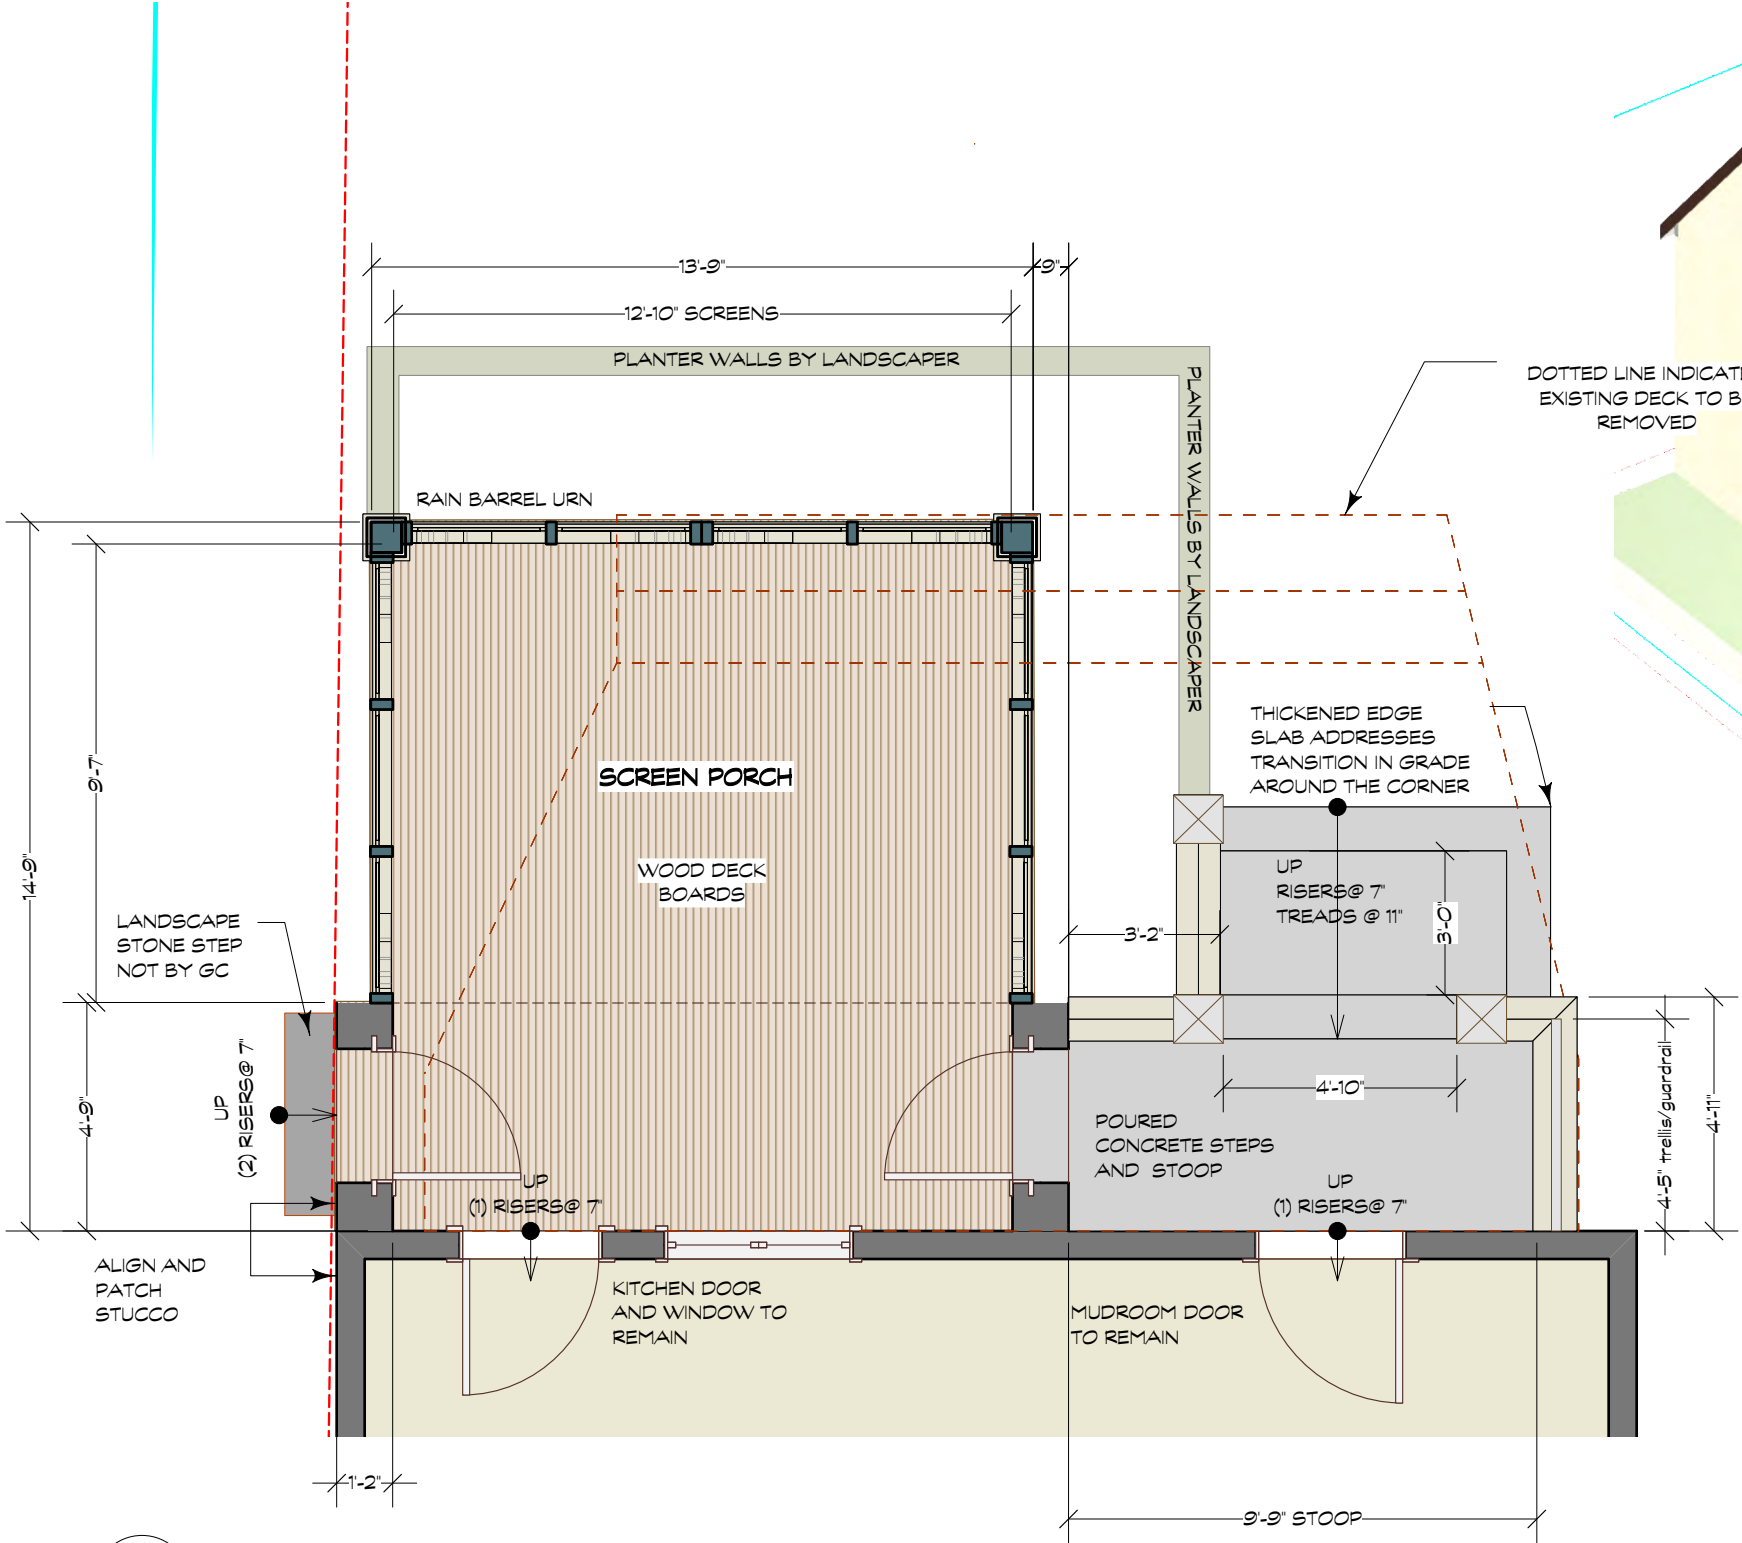 13'-9"
9"
12'-10" SCREENS
PLANTER WALLS BY LANDSCAPER
PLANTER WALLS BY LANDSCAPER
DOTTED LINE INDICATE
EXISTING DECK TO B
REMOVED
RAIN BARREL URN
14'-9"
9'-7"
SCREEN PORCH
WOOD DECK
BOARDS
THICKENED EDGE
SLAB ADDRESSES
TRANSITION IN GRADE
AROUND THE CORNER
UP
RISERS@ 7"
TREADS @ 11"
3'-0"
3'-2"
LANDSCAPE
STONE STEP
NOT BY GC
UP
(2) RISERS@ 7"
4'-9"
4'-10"
POURED
CONCRETE STEPS
AND STOOP
4'-5" trellis/guardrail
4'-11"
UP
(1) RISERS@ 7"
UP
(1) RISERS@ 7"
ALIGN AND
PATCH
STUCCO
KITCHEN DOOR
AND WINDOW TO
REMAIN
MUDROOM DOOR
TO REMAIN
1'-2"
9'-9" STOOP